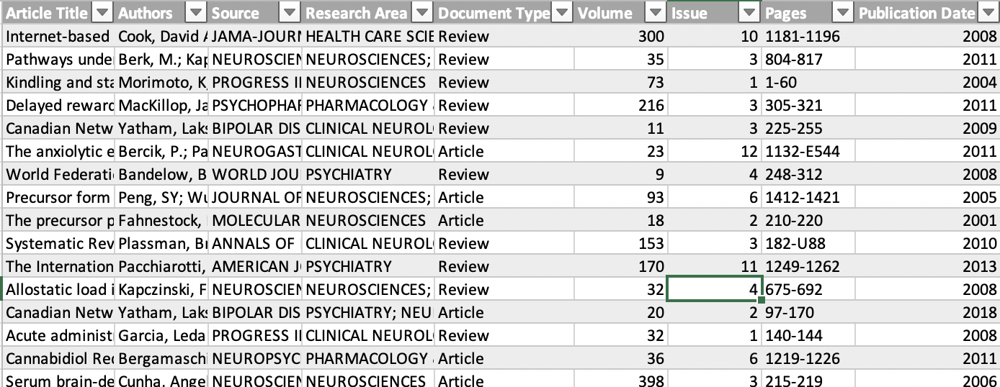 Article Title Authors Source Research Area Document Type Volume Issue Pages Publication Date
Internet-based Cook, David A JAMA-JOURN HEALTH CARE SCIE Review 300 10 1181-1196 2008
Pathways unde Berk, M.; Kap NEUROSCIEN NEUROSCIENCES; Review 35 3 804-817 2011
Kindling and sta Morimoto, K PROGRESS II NEUROSCIENCES Review 73 1 1-60 2004
Delayed reward MacKillop, Ja PSYCHOPHAR PHARMACOLOGY Review 216 3 305-321 2011
Canadian Netw Yatham, Laks BIPOLAR DIS CLINICAL NEUROL Review 11 3 225-255 2009
The anxiolytic e Bercik, P.; Pa NEUROGAST CLINICAL NEUROL Article 23 12 1132-E544 2011
World Federati Bandelow, B WORLD JOU PSYCHIATRY Review 9 4 248-312 2008
Precursor form Peng, SY; Wu JOURNAL OF NEUROSCIENCES; Article 93 6 1412-1421 2005
The precursor p Fahnestock, MOLECULAR NEUROSCIENCES Article 18 2 210-220 2001
Systematic Rev Plassman, Br ANNALS OF CLINICAL NEUROL Review 153 3 182-U88 2010
The Internation Pacchiarotti, AMERICAN J PSYCHIATRY Review 170 11 1249-1262 2013
Allostatic load i Kapczinski, F NEUROSCIEN NEUROSCIENCES; Review 32 4 675-692 2008
Canadian Netw Yatham, Laks BIPOLAR DIS PSYCHIATRY; NEU Article 20 2 97-170 2018
Acute administ Garcia, Leda PROGRESS II CLINICAL NEUROL Review 32 1 140-144 2008
Cannabidiol Red Bergamaschi NEUROPSYC PHARMACOLOGY Article 36 6 1219-1226 2011
Serum brain-de Cunha, Ange NEUROSCIEN NEUROSCIENCES Article 398 3 215-219 2006